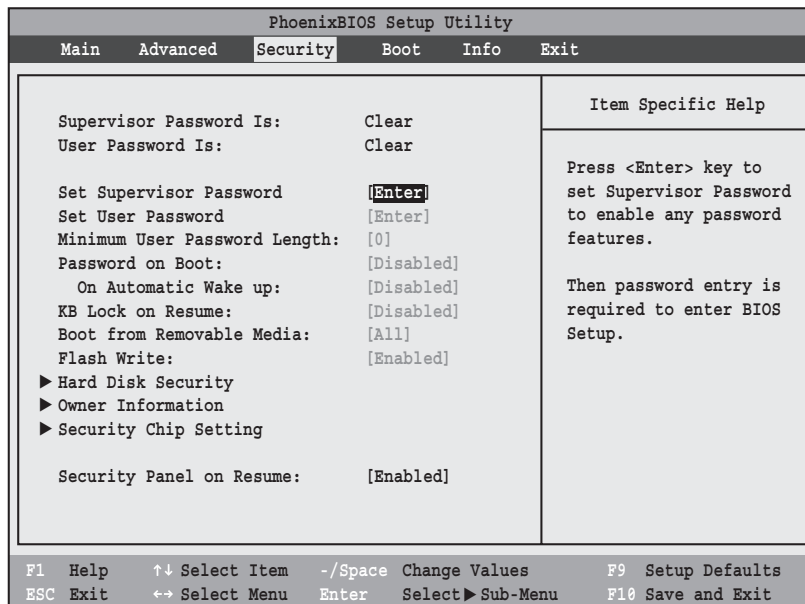 PhoenixBIOS Setup Utility
Main Advanced Security Boot Info Exit
Supervisor Password Is: Clear
User Password Is: Clear
Set Supervisor Password [Enter]
Set User Password [Enter]
Minimum User Password Length: [0]
Password on Boot: [Disabled]
On Automatic Wake up: [Disabled]
KB Lock on Resume: [Disabled]
Boot from Removable Media: [All]
Flash Write: [Enabled]
▶ Hard Disk Security
▶ Owner Information
▶ Security Chip Setting
Security Panel on Resume: [Enabled]
Item Specific Help
Press <Enter> key to
set Supervisor Password
to enable any password
features.
Then password entry is
required to enter BIOS
Setup.
F1 Help ↑↓ Select Item -/Space Change Values F9 Setup Defaults
ESC Exit ←→ Select Menu Enter Select ▶ Sub-Menu F10 Save and Exit